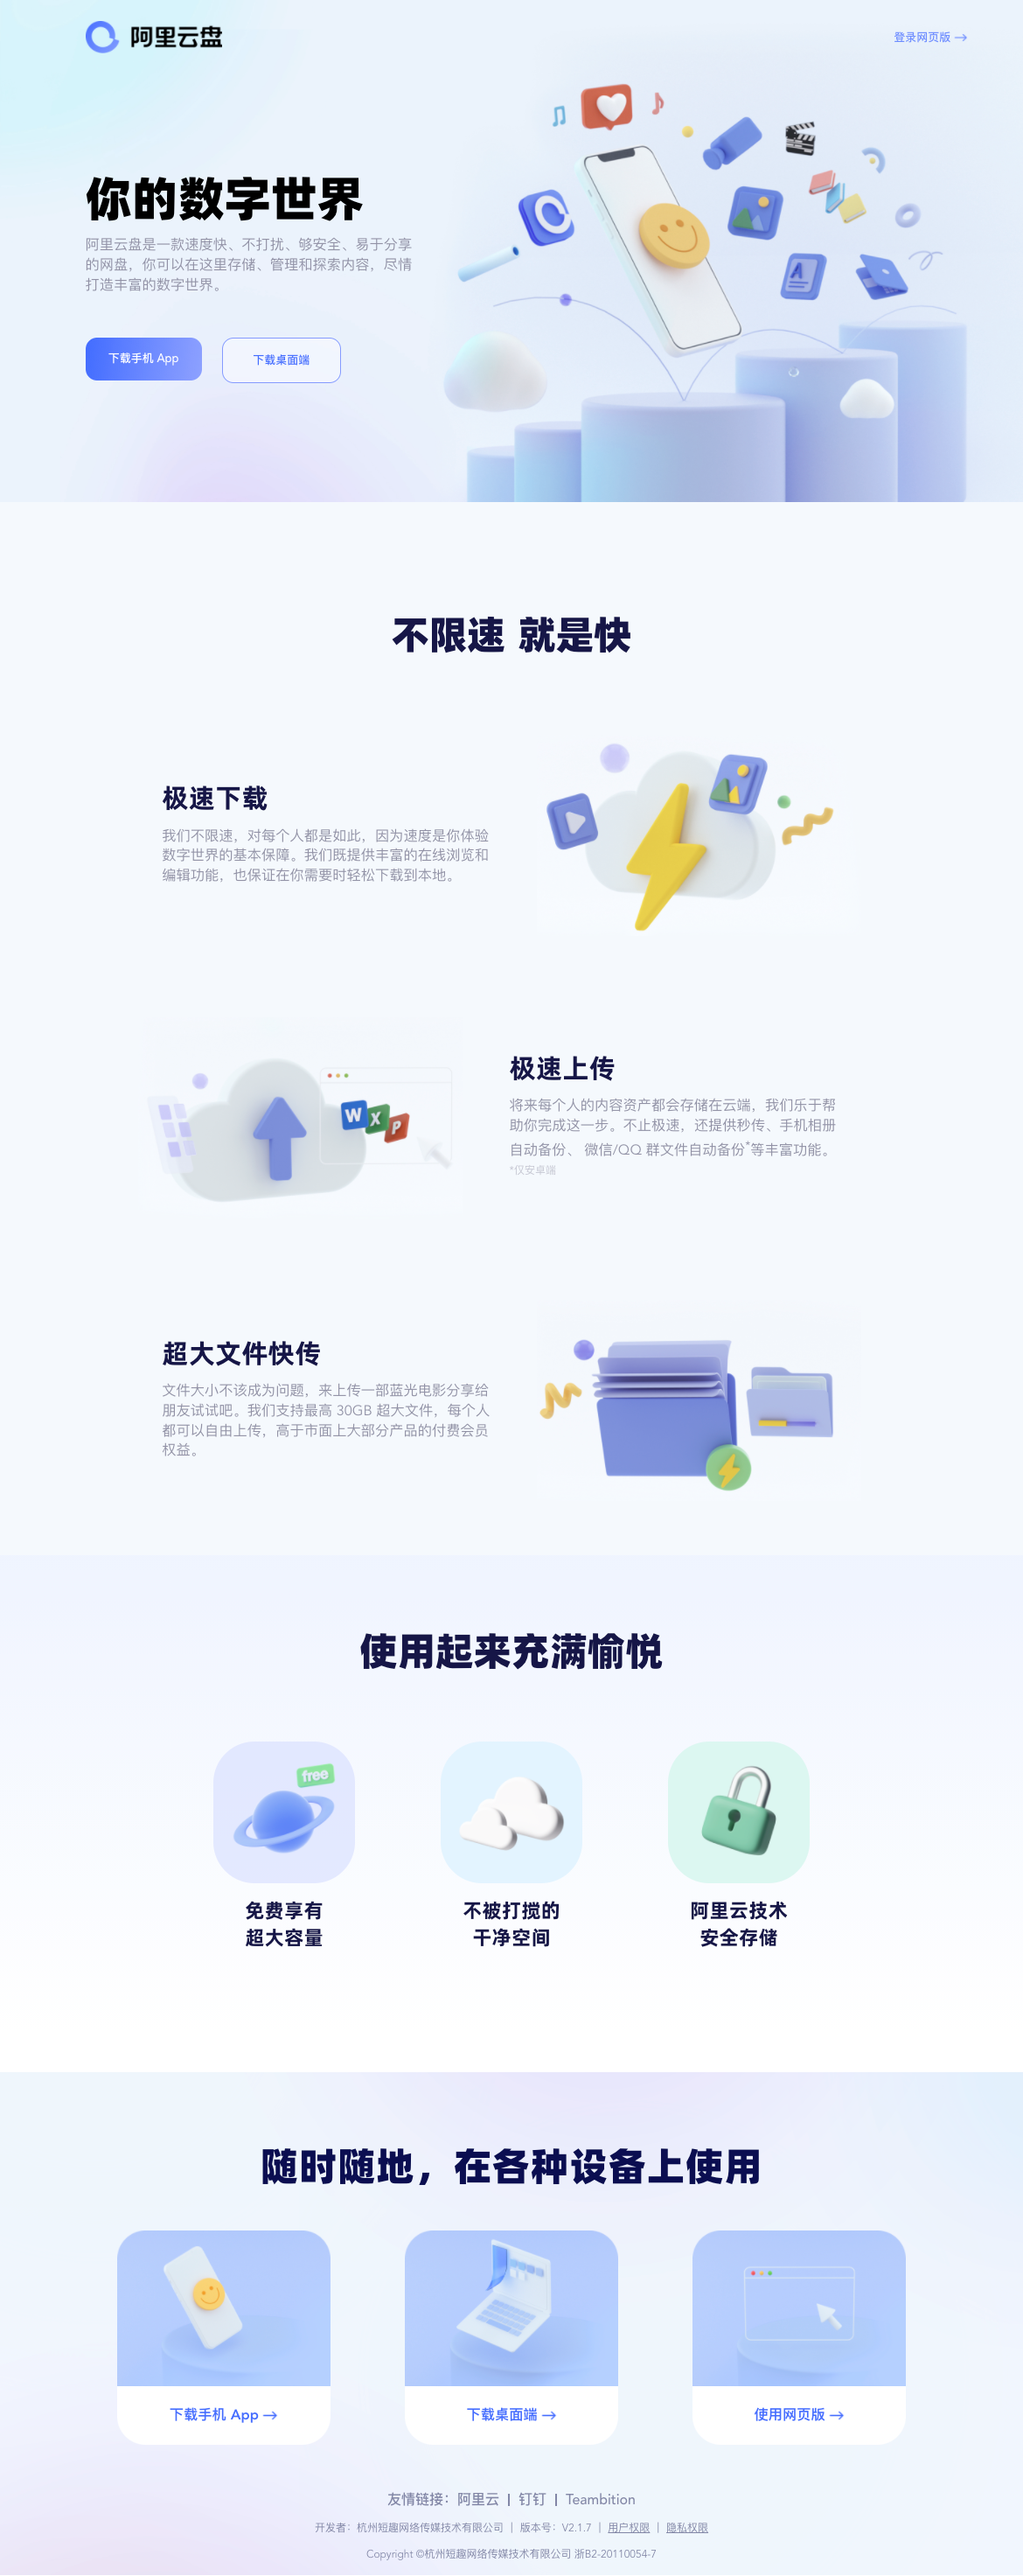 阿里云盘
登录网页版 →
你的数字世界
阿里云盘是一款速度快、不打扰、够安全、易于分享
的网盘，你可以在这里存储、管理和探索内容，尽情
打造丰富的数字世界。
下载手机 App
下载桌面端
A
不限速 就是快
极速下载
我们不限速，对每个人都是如此，因为速度是你体验
数字世界的基本保障。我们既提供丰富的在线浏览和
编辑功能，也保证在你需要时轻松下载到本地。
W X P
极速上传
将来每个人的内容资产都会存储在云端，我们乐于帮
助你完成这一步。不止极速，还提供秒传、手机相册
自动备份、 微信/QQ 群文件自动备份*等丰富功能。
*仅安卓端
超大文件快传
文件大小不该成为问题，来上传一部蓝光电影分享给
朋友试试吧。我们支持最高 30GB 超大文件，每个人
都可以自由上传，高于市面上大部分产品的付费会员
权益。
使用起来充满愉悦
free
免费享有
超大容量
不被打搅的
干净空间
阿里云技术
安全存储
随时随地，在各种设备上使用
下载手机 App →
下载桌面端 →
使用网页版 →
友情链接：阿里云 | 钉钉 | Teambition
开发者：杭州短趣网络传媒技术有限公司 | 版本号：V2.1.7 | 用户权限 | 隐私权限
Copyright ©杭州短趣网络传媒技术有限公司 浙B2-20110054-7